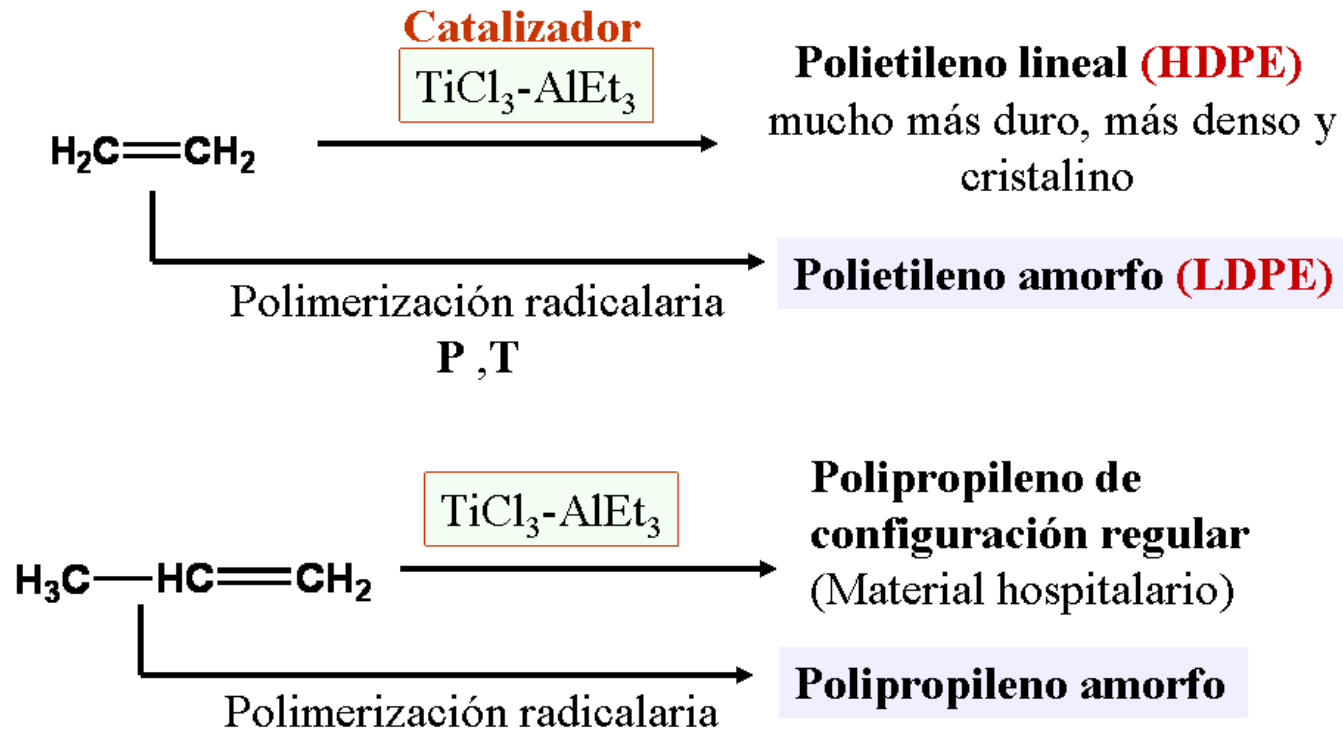 Catalizador
TiCl₃-AlEt₃
Polietileno lineal (HDPE)
mucho más duro, más denso y
cristalino
H₂C=CH₂
Polietileno amorfo (LDPE)
Polimerización radicalaria
P ,T
TiCl₃-AlEt₃
Polipropileno de
configuración regular
(Material hospitalario)
H₃C—HC=CH₂
Polipropileno amorfo
Polimerización radicalaria